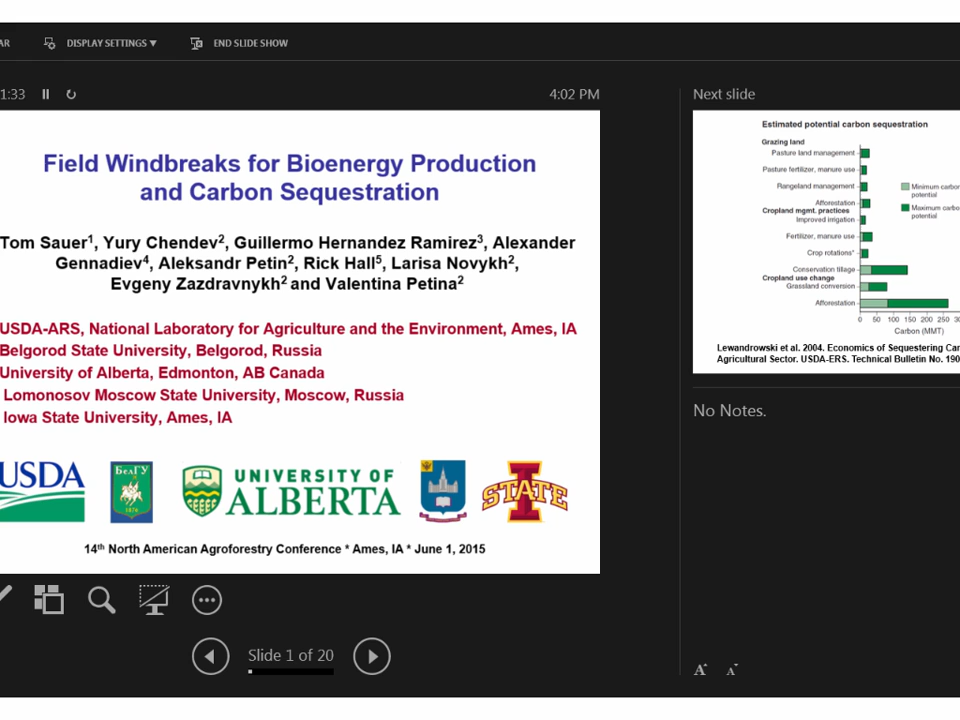 AR
DISPLAY SETTINGS ▼
END SLIDE SHOW
1:33
4:02 PM
Field Windbreaks for Bioenergy Production
and Carbon Sequestration
Tom Sauer1, Yury Chendev2, Guillermo Hernandez Ramirez3, Alexander
Gennadiev4, Aleksandr Petin2, Rick Hall5, Larisa Novykh2,
Evgeny Zazdravnykh2 and Valentina Petina2
USDA-ARS, National Laboratory for Agriculture and the Environment, Ames, IA
Belgorod State University, Belgorod, Russia
University of Alberta, Edmonton, AB Canada
Lomonosov Moscow State University, Moscow, Russia
Iowa State University, Ames, IA
USDA
БелГУ
1876
UNIVERSITY OF
ALBERTA
STATE
14th North American Agroforestry Conference * Ames, IA * June 1, 2015
Slide 1 of 20
Next slide
Estimated potential carbon sequestration
Grazing land
Pasture land management
Pasture fertilizer, manure use
Rangeland management
Afforestation
Cropland mgmt. practices
Improved irrigation
Fertilizer, manure use
Crop rotations*
Conservation tillage
Cropland use change
Grassland conversion
Afforestation
Minimum carbon
potential
Maximum carbo
potential
0 50 100 150 200 250 3
Carbon (MMT)
Lewandrowski et al. 2004. Economics of Sequestering Car
Agricultural Sector. USDA-ERS. Technical Bulletin No. 190
No Notes.
A A